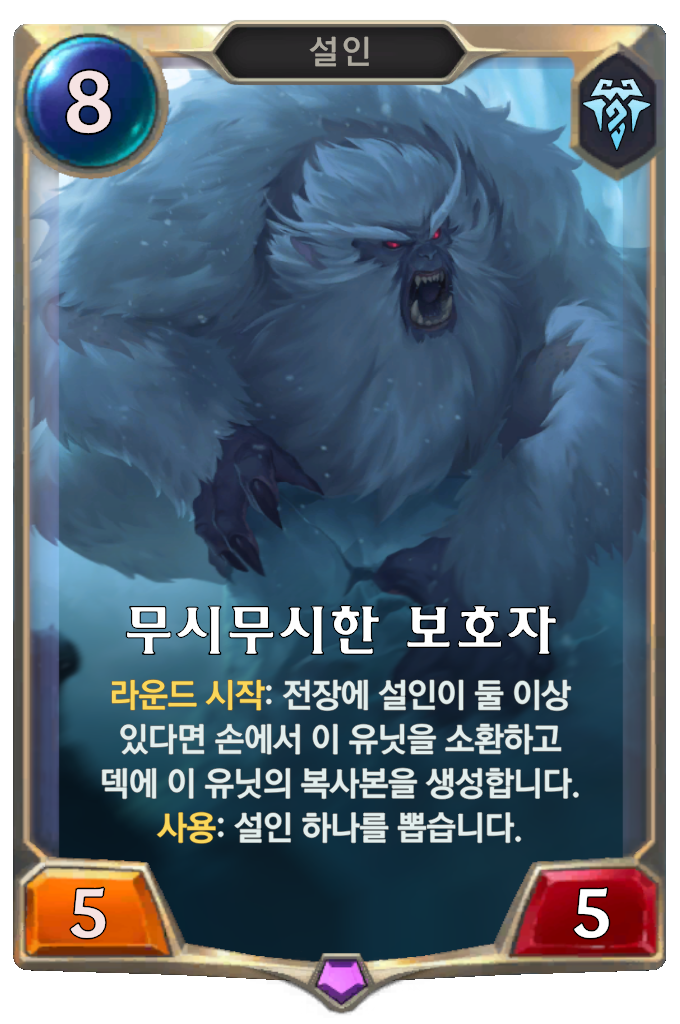 설인
8
무시무시한 보호자
라운드 시작: 전장에 설인이 둘 이상
있다면 손에서 이 유닛을 소환하고
덱에 이 유닛의 복사본을 생성합니다.
사용: 설인 하나를 뽑습니다.
5
5